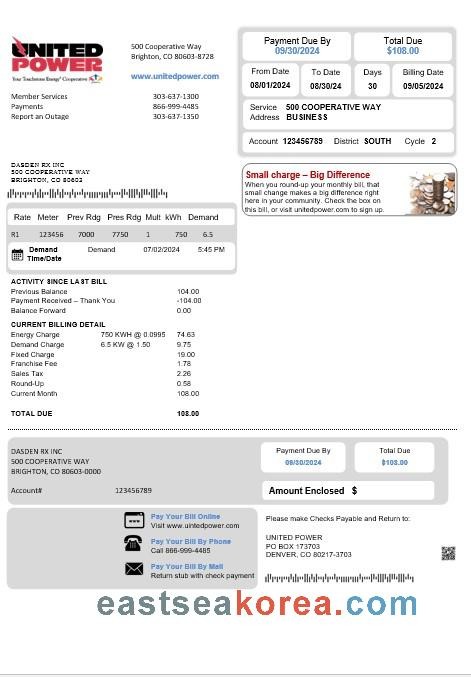 UNITED
POWER
Your Touchstone Energy® Cooperative
500 Cooperative Way
Brighton, CO 80603-8728
www.unitedpower.com
Member Services 303-637-1300
Payments 866-999-4485
Report an Outage 303-637-1350
Payment Due By Total Due
09/30/2024 $108.00
From Date To Date Days Billing Date
08/01/2024 08/30/24 30 09/05/2024
Service 500 COOPERATIVE WAY
Address BUSINESS
Account 123456789 District SOUTH Cycle 2
DASDEN RX INC
500 COOPERATIVE WAY
BRIGHTON, CO 80603
Small charge – Big Difference
When you round-up your monthly bill, that
small change makes a big difference right
here in your community. Check the box on
this bill, or visit unitedpower.com to sign up.
Rate Meter Prev Rdg Pres Rdg Mult kWh Demand
R1 123456 7000 7750 1 750 6.5
Demand Demand 07/02/2024 5:45 PM
Time/Date
ACTIVITY SINCE LAST BILL
Previous Balance 104.00
Payment Received – Thank You -104.00
Balance Forward 0.00
CURRENT BILLING DETAIL
Energy Charge 750 KWH @ 0.0995 74.63
Demand Charge 6.5 KW @ 1.50 9.75
Fixed Charge 19.00
Franchise Fee 1.78
Sales Tax 2.26
Round-Up 0.58
Current Month 108.00
TOTAL DUE 108.00
DASDEN RX INC
500 COOPERATIVE WAY
BRIGHTON, CO 80603-0000
Account# 123456789
Payment Due By Total Due
09/30/2024 $108.00
Amount Enclosed $
Pay Your Bill Online
Visit www.uintedpower.com
Pay Your Bill By Phone
Call 866-999-4485
Pay Your Bill By Mail
Return stub with check payment
Please make Checks Payable and Return to:
UNITED POWER
PO BOX 173703
DENVER, CO 80217-3703
eastseakorea.com